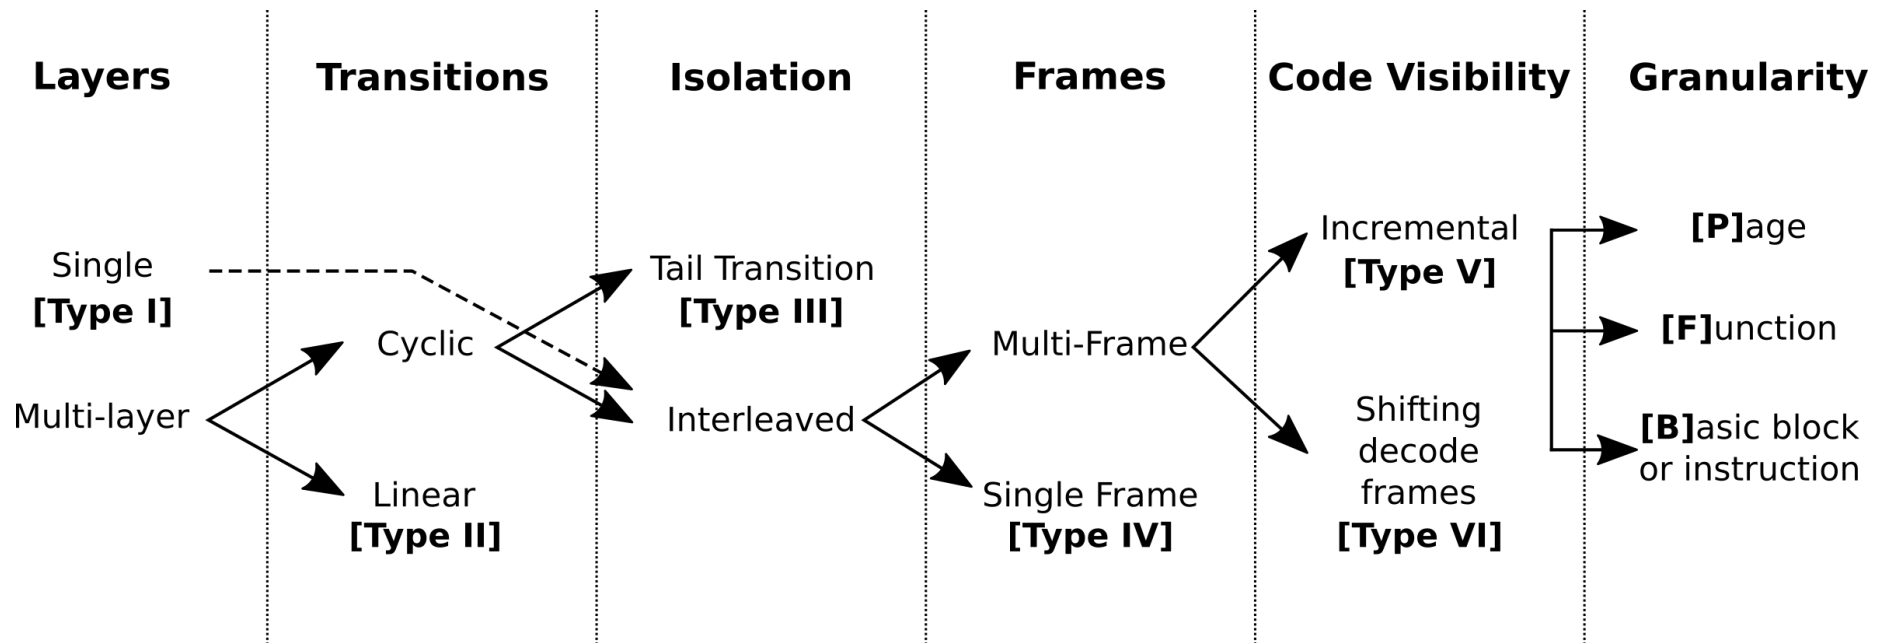 Layers
Transitions
Isolation
Frames
Code Visibility
Granularity
Single
[Type I]
Multi-layer
Cyclic
Linear
[Type II]
Tail Transition
[Type III]
Interleaved
Multi-Frame
Single Frame
[Type IV]
Incremental
[Type V]
Shifting
decode
frames
[Type VI]
[P]age
[F]unction
[B]asic block
or instruction